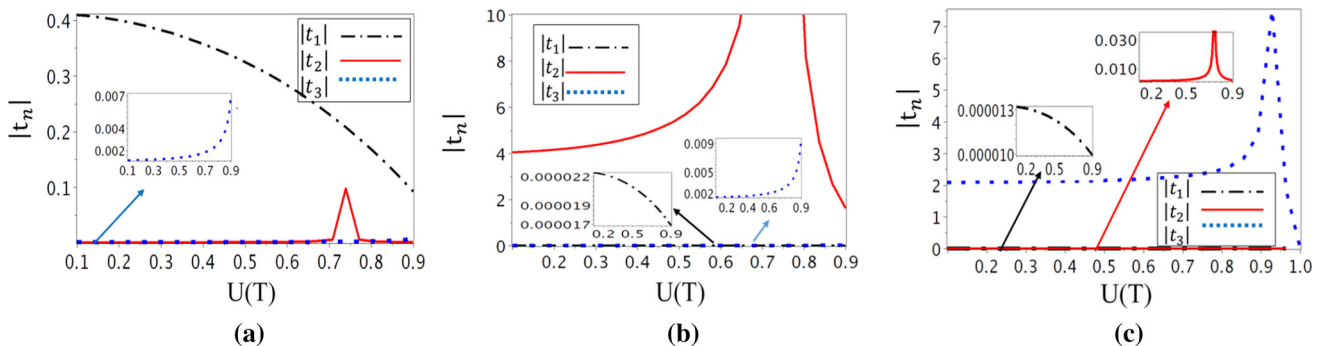 |tₙ|
0.4
0.3
0.2
0.1
|t₁|
|t₂|
|t₃|
0.007
0.004
0.002
0.1 0.3 0.5 0.7 0.9
0.1 0.2 0.3 0.4 0.5 0.6 0.7 0.8 0.9
U(T)
(a)
|tₙ|
10
8
6
4
2
0
|t₁|
|t₂|
|t₃|
0.000022
0.000019
0.000017
0.2 0.5 0.9
0.009
0.005
0.002
0.2 0.4 0.6 0.9
0.1 0.2 0.3 0.4 0.5 0.6 0.7 0.8 0.9
U(T)
(b)
|tₙ|
7
6
5
4
3
2
1
0
0.030
0.010
0.2 0.5 0.9
0.000013
0.000010
0.2 0.5 0.9
|t₁|
|t₂|
|t₃|
0.2 0.3 0.4 0.5 0.6 0.7 0.8 0.9 1.0
U(T)
(c)